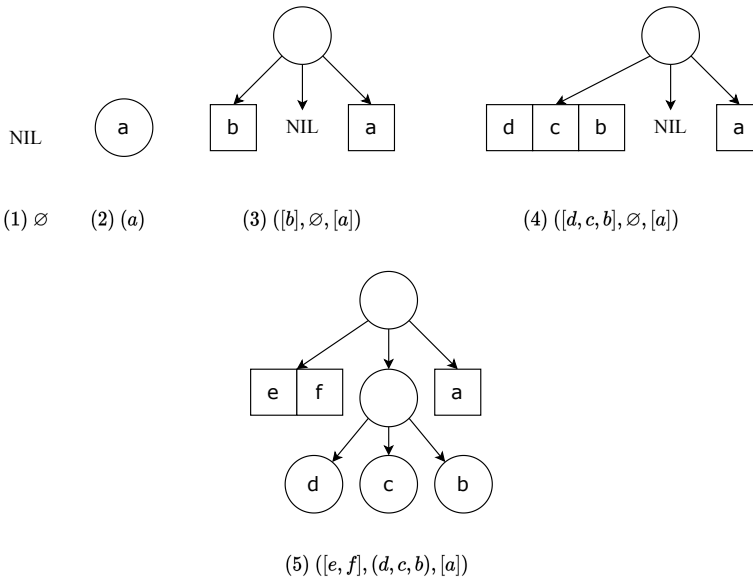 NIL
a
b
NIL
a
d c b
NIL
a
(1) ∅
(2) (a)
(3) ([b], ∅, [a])
(4) ([d, c, b], ∅, [a])
e f
a
d
c
b
(5) ([e, f], (d, c, b), [a])